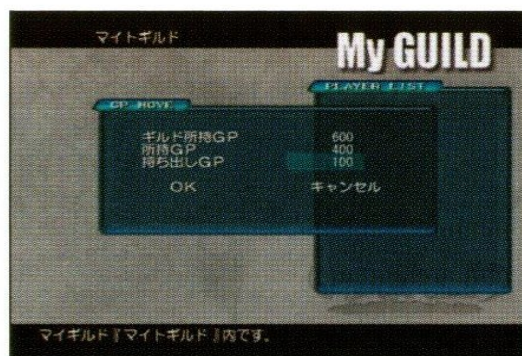 マイトギルド
My GUILD
PLAYER LIST
GP MOVE
ギルド所持GP 600
所持GP 400
持ち出しGP 100
OK キャンセル
マイギルド『マイトギルド』内です。